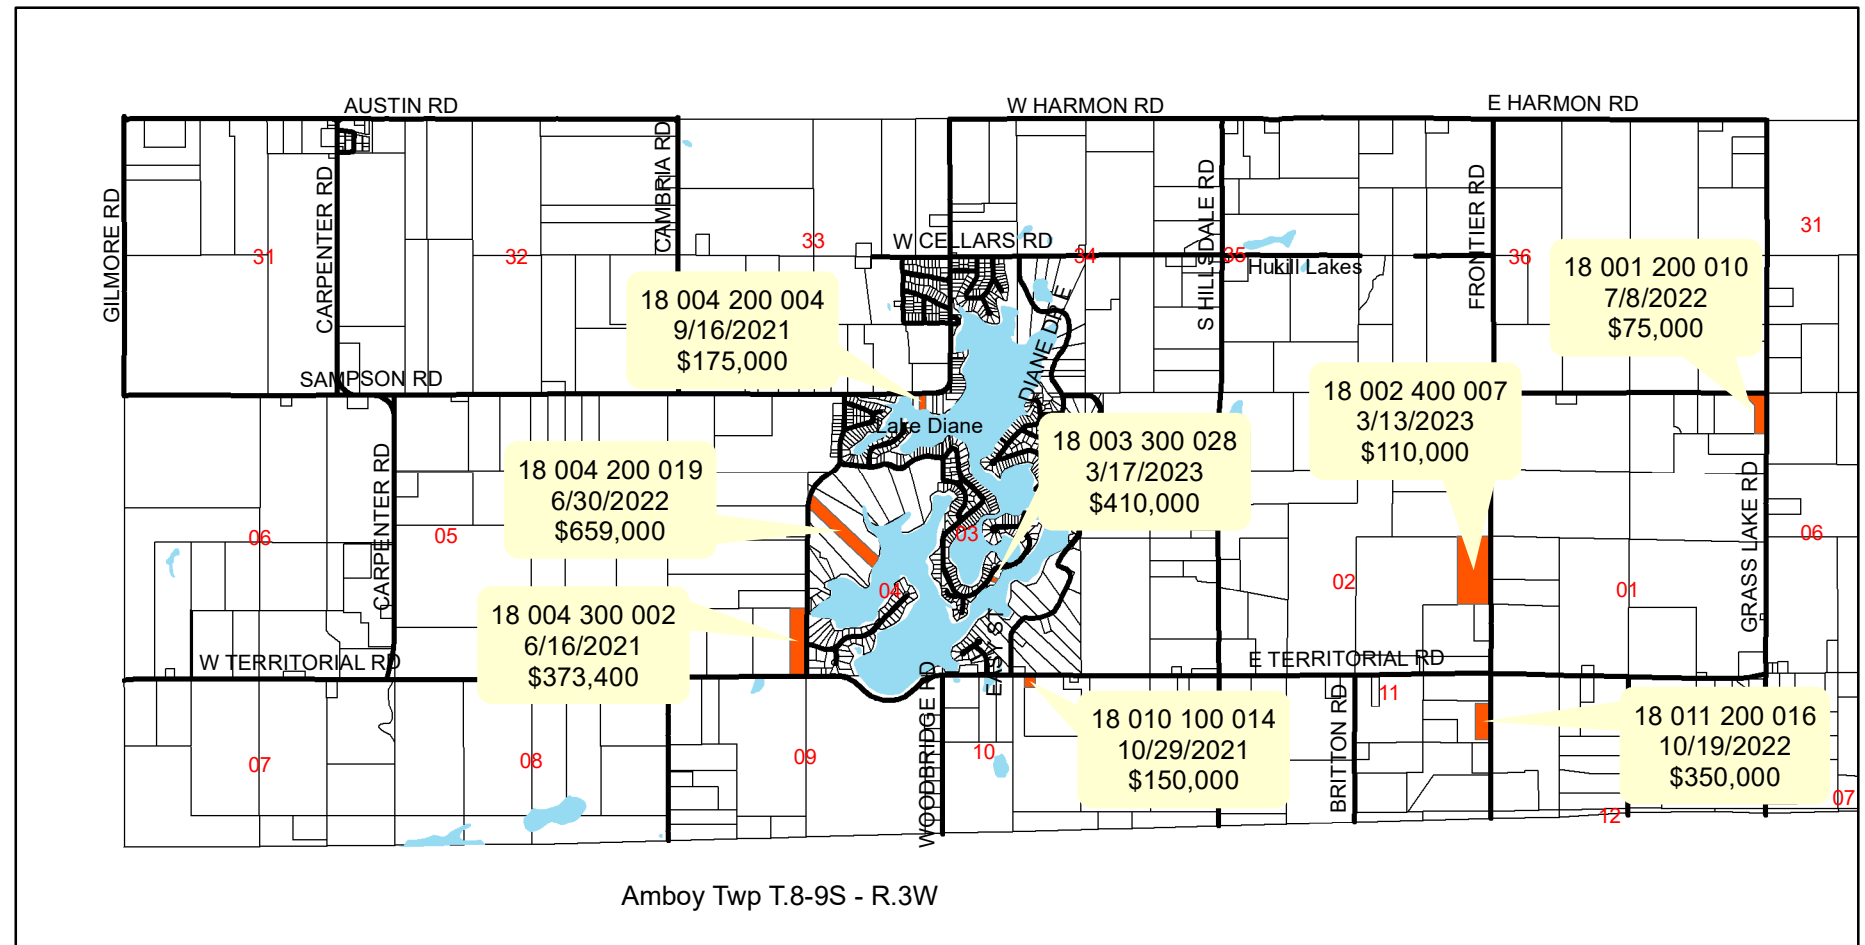 AUSTIN RD
W HARMON RD
E HARMON RD
GILMORE RD
CARPENTER RD
CAMBRIA RD
S HILLSDALE RD
FRONTIER RD
31
32
33
W CELLARS RD
34
35
36
31
Hukill Lakes
18 001 200 010
7/8/2022
$75,000
18 004 200 004
9/16/2021
$175,000
DIANE DR E
SAMPSON RD
18 002 400 007
3/13/2023
$110,000
Lake Diane
18 003 300 028
3/17/2023
$410,000
18 004 200 019
6/30/2022
$659,000
CARPENTER RD
GRASS LAKE RD
06
05
03
06
04
02
01
18 004 300 002
6/16/2021
$373,400
W TERRITORIAL RD
E TERRITORIAL RD
EAST ST
WOODBRIDGE RD
BRITTON RD
11
18 010 100 014
10/29/2021
$150,000
18 011 200 016
10/19/2022
$350,000
07
08
09
10
12
07
Amboy Twp T.8-9S - R.3W